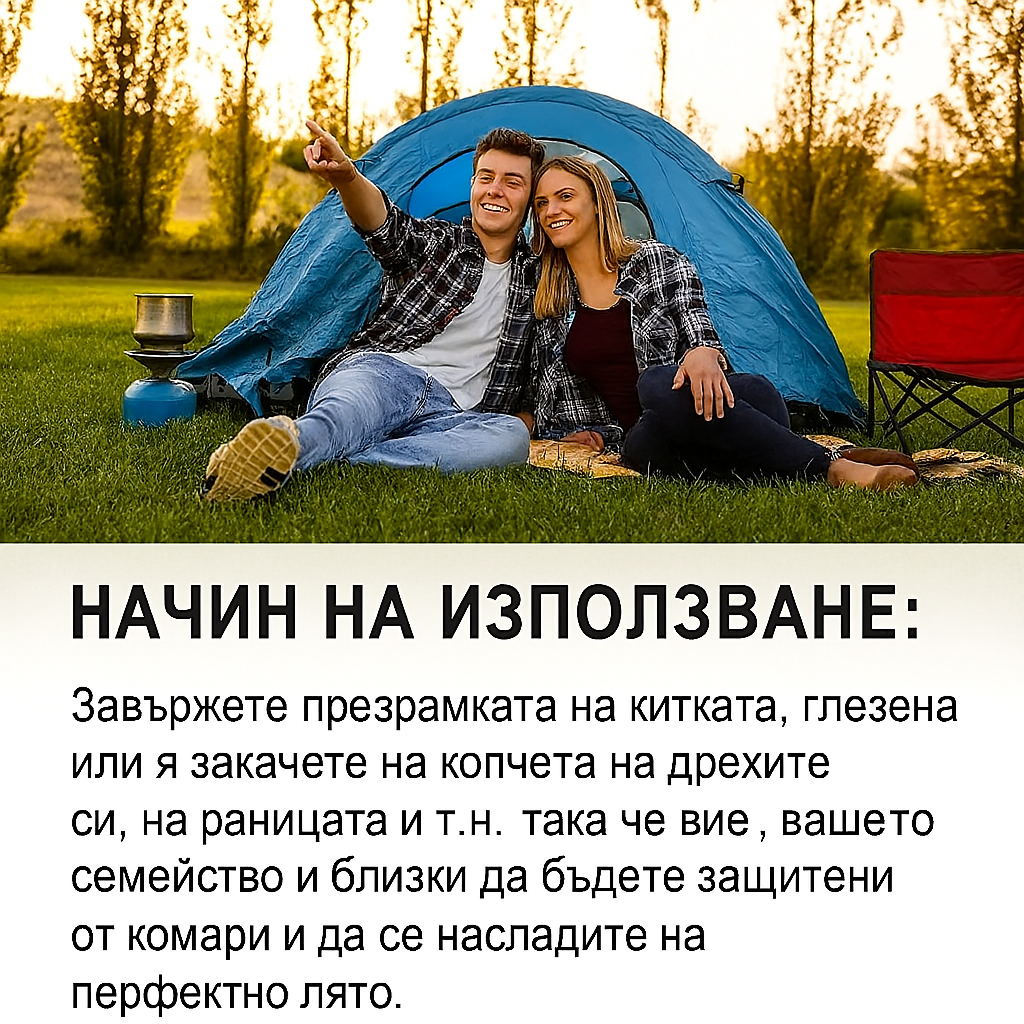 НАЧИН НА ИЗПОЛЗВАНЕ:
Завържете презрамката на китката, глезена
или я закачете на копчета на дрехите
си, на раницата и т.н. така че вие, вашето
семейство и близки да бъдете защитени
от комари и да се насладите на
перфектно лято.